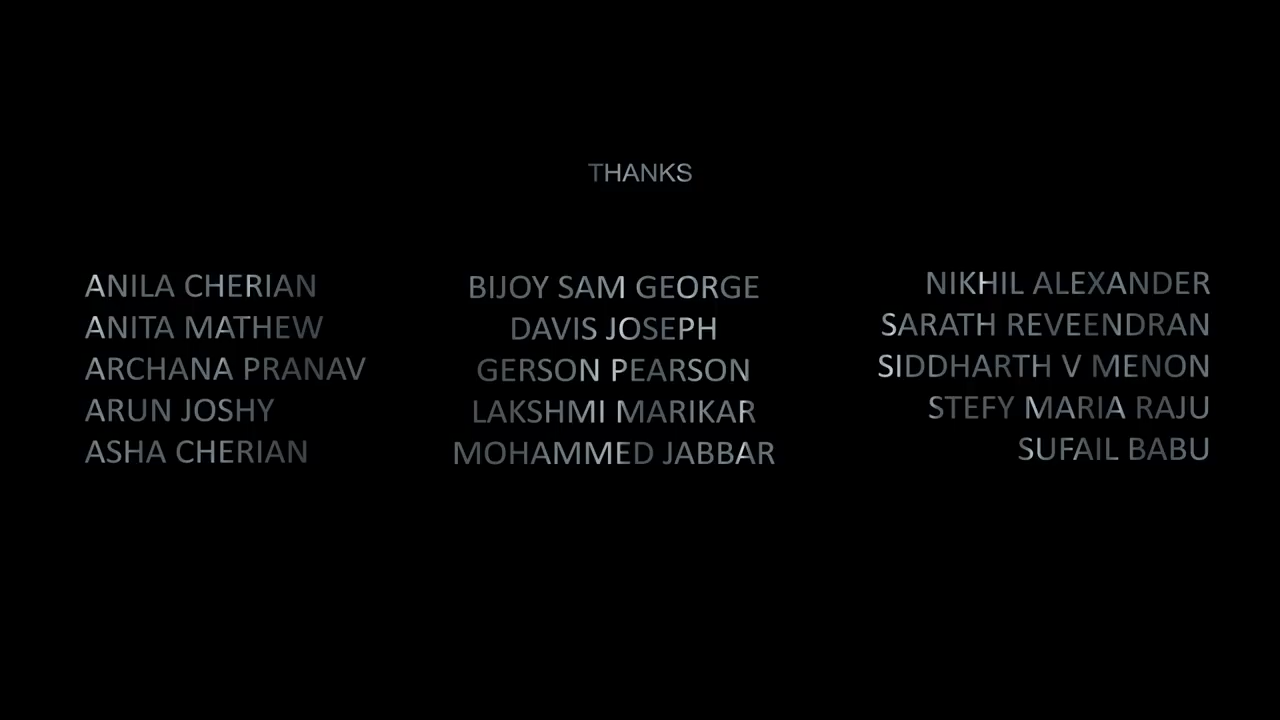 THANKS
ANILA CHERIAN
ANITA MATHEW
ARCHANA PRANAV
ARUN JOSHY
ASHA CHERIAN
BIJOY SAM GEORGE
DAVIS JOSEPH
GERSON PEARSON
LAKSHMI MARIKAR
MOHAMMED JABBAR
NIKHIL ALEXANDER
SARATH REVEENDRAN
SIDDHARTH V MENON
STEFY MARIA RAJU
SUFAIL BABU